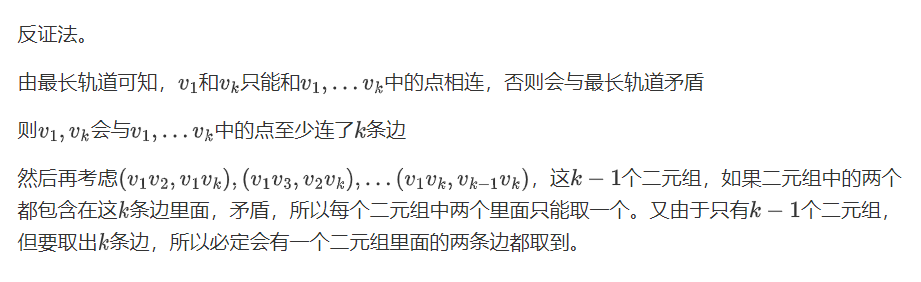 反证法。
由最长轨道可知，$v_1$和$v_k$只能和$v_1, \ldots v_k$中的点相连，否则会与最长轨道矛盾
则$v_1, v_k$会与$v_1, \ldots v_k$中的点至少连了$k$条边
然后再考虑$(v_1v_2, v_1v_k), (v_1v_3, v_2v_k), \ldots (v_1v_k, v_{k-1}v_k)$，这$k-1$个二元组，如果二元组中的两个
都包含在这$k$条边里面，矛盾，所以每个二元组中两个里面只能取一个。又由于只有$k-1$个二元组，
但要取出$k$条边，所以必定会有一个二元组里面的两条边都取到。